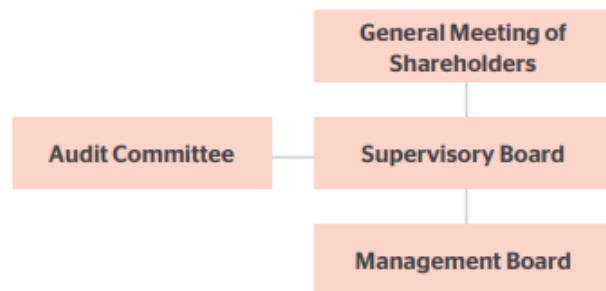 General Meeting of
Shareholders
Audit Committee
Supervisory Board
Management Board